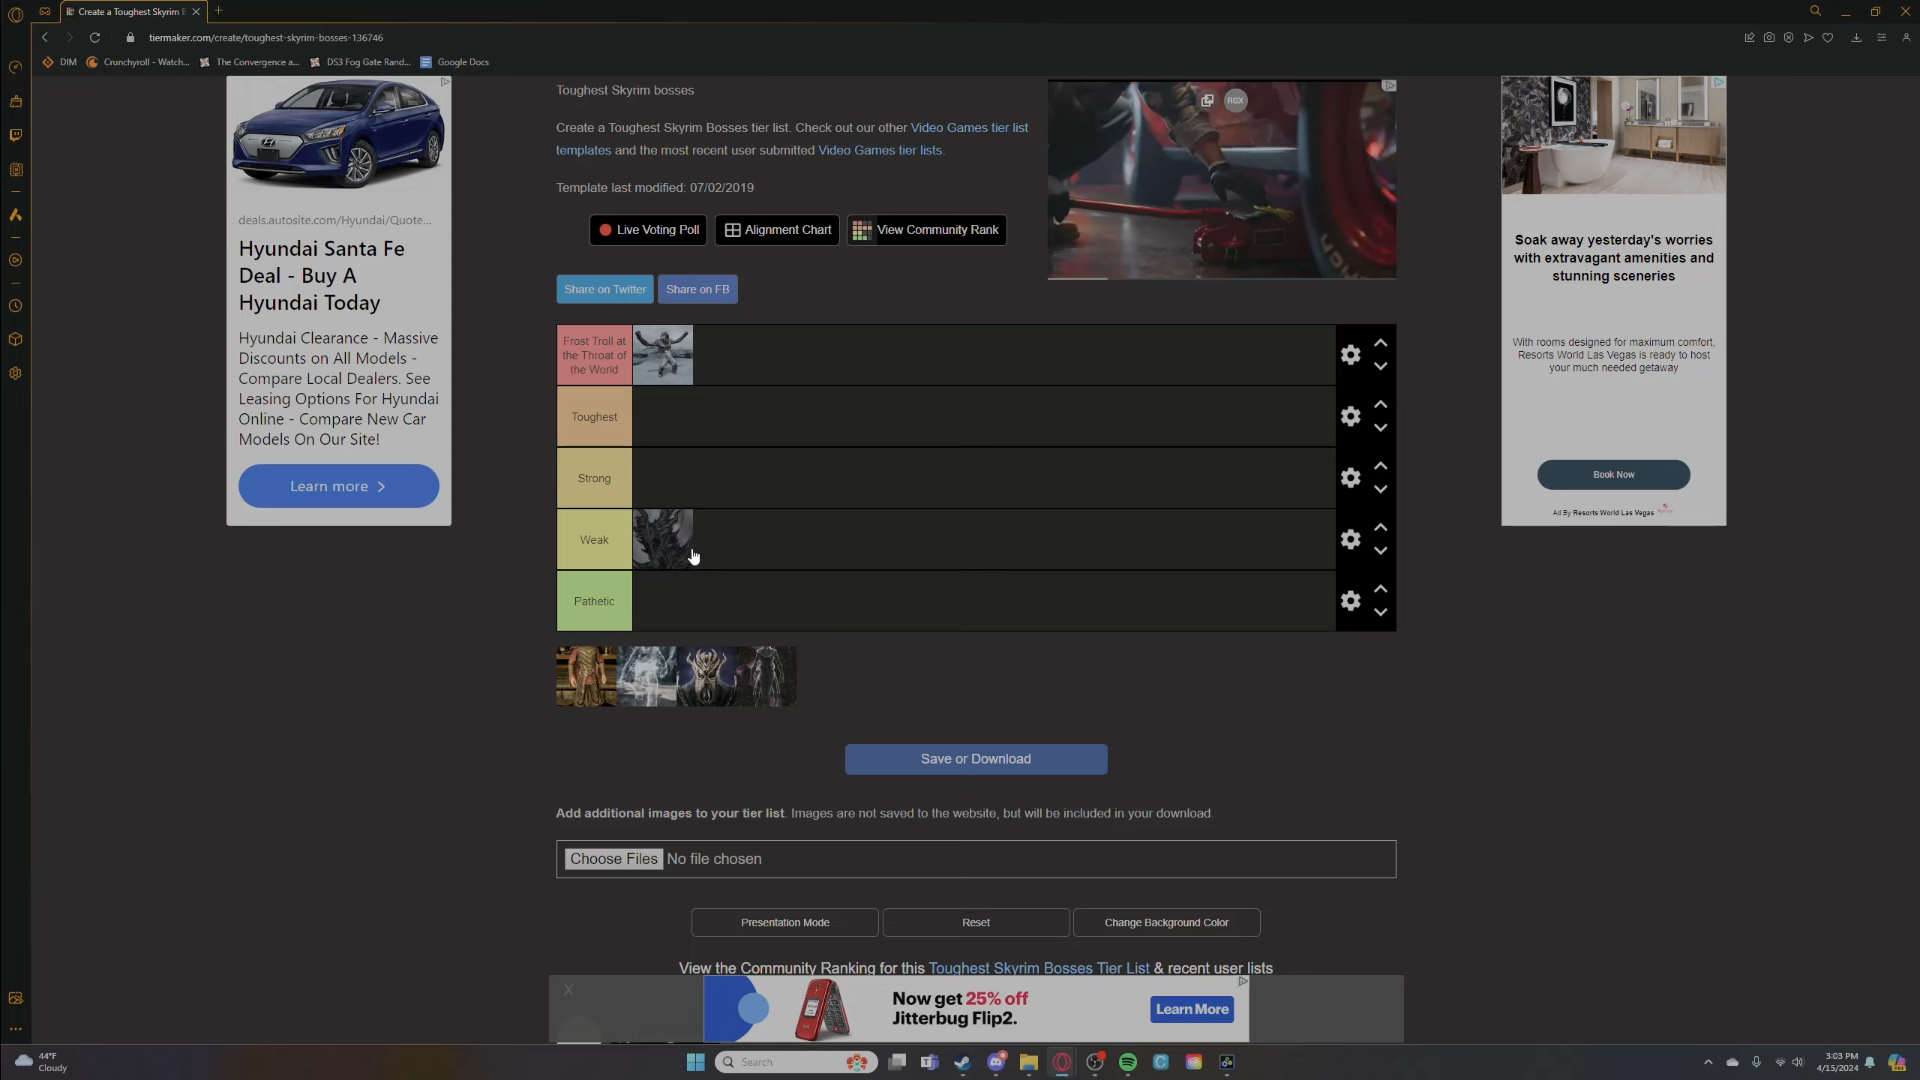 Create a Toughest Skyrim B
tiermaker.com/create/toughest-skyrim-bosses-136746
DIM
Crunchyroll - Watch...
The Convergence a...
DS3 Fog Gate Rand...
Google Docs
deals.autosite.com/Hyundai/Quote...
Hyundai Santa Fe
Deal - Buy A
Hyundai Today
Hyundai Clearance - Massive
Discounts on All Models -
Compare Local Dealers. See
Leasing Options For Hyundai
Online - Compare New Car
Models On Our Site!
Learn more
Toughest Skyrim bosses
Create a Toughest Skyrim Bosses tier list. Check out our other Video Games tier list
templates and the most recent user submitted Video Games tier lists.
Template last modified: 07/02/2019
Live Voting Poll
Alignment Chart
View Community Rank
Share on Twitter
Share on FB
Frost Troll at
the Throat of
the World
Toughest
Strong
Weak
Pathetic
Save or Download
Add additional images to your tier list. Images are not saved to the website, but will be included in your download.
Choose Files No file chosen
Presentation Mode
Reset
Change Background Color
View the Community Ranking for this Toughest Skyrim Bosses Tier List & recent user lists
X
Now get 25% off
Jitterbug Flip2.
Learn More
Soak away yesterday's worries
with extravagant amenities and
stunning sceneries
With rooms designed for maximum comfort,
Resorts World Las Vegas is ready to host
your much needed getaway
Book Now
Ad By Resorts World Las Vegas
44°F
Cloudy
Search
3:03 PM
4/15/2024